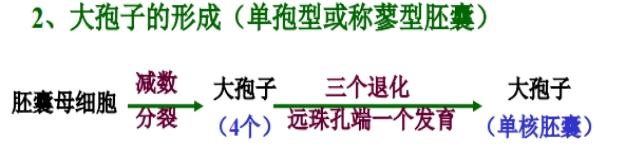 2、大孢子的形成（单孢型或称蓼型胚囊）
胚囊母细胞 减数分裂 大孢子（4个） 三个退化 远珠孔端一个发育 大孢子（单核胚囊）